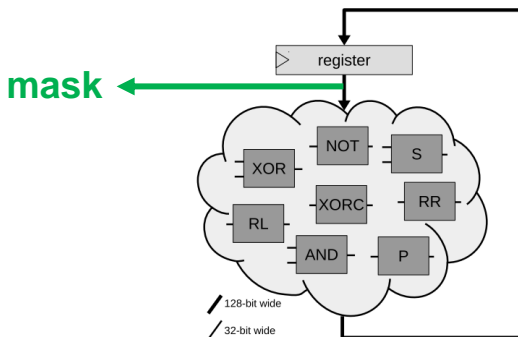 register
mask
NOT
S
XOR
XORC
RR
RL
AND
P
128-bit wide
32-bit wide